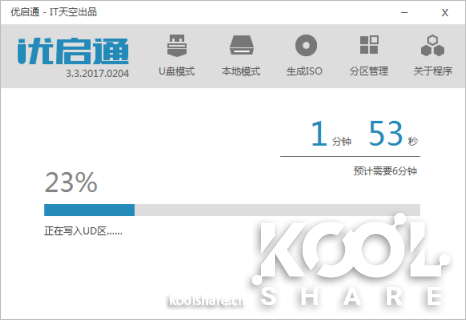 优启通 - IT天空出品
优启通
3.3.2017.0204
U盘模式
本地模式
生成ISO
分区管理
关于程序
1 分钟 53 秒
预计需要6分钟
23%
正在写入UD区......
KOOL
SHARE
koolshare.cn